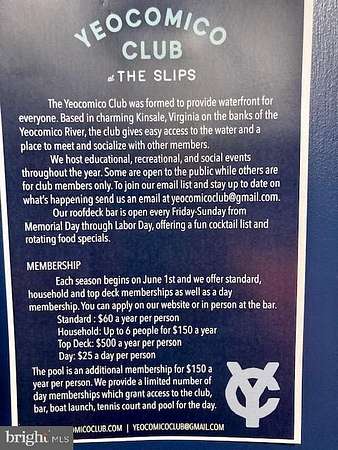 YEOCOMICO
CLUB
at THE SLIPS
The Yeocomico Club was formed to provide waterfront for
everyone. Based in charming Kinsale, Virginia on the banks of the
Yeocomico River, the club gives easy access to the water and a
place to meet and socialize with other members.
We host educational, recreational, and social events
throughout the year. Some are open to the public while others are
for club members only. To join our email list and stay up to date on
what's happening send us an email at yeocomicoclub@gmail.com.
Our roofdeck bar is open every Friday-Sunday from
Memorial Day through Labor Day, offering a fun cocktail list and
rotating food specials.
MEMBERSHIP
Each season begins on June 1st and we offer standard,
household and top deck memberships as well as a day
membership. You can apply on our website or in person at the bar.
Standard : $60 a year per person
Household: Up to 6 people for $150 a year
Top Deck: $500 a year per person
Day: $25 a day per person
The pool is an additional membership for $150 a
year per person. We provide a limited number of
day memberships which grant access to the club,
bar, boat launch, tennis court and pool for the day.
YC
OMICOCLUB.COM | YEOCOMICOCLUB@GMAIL.COM
bright MLS